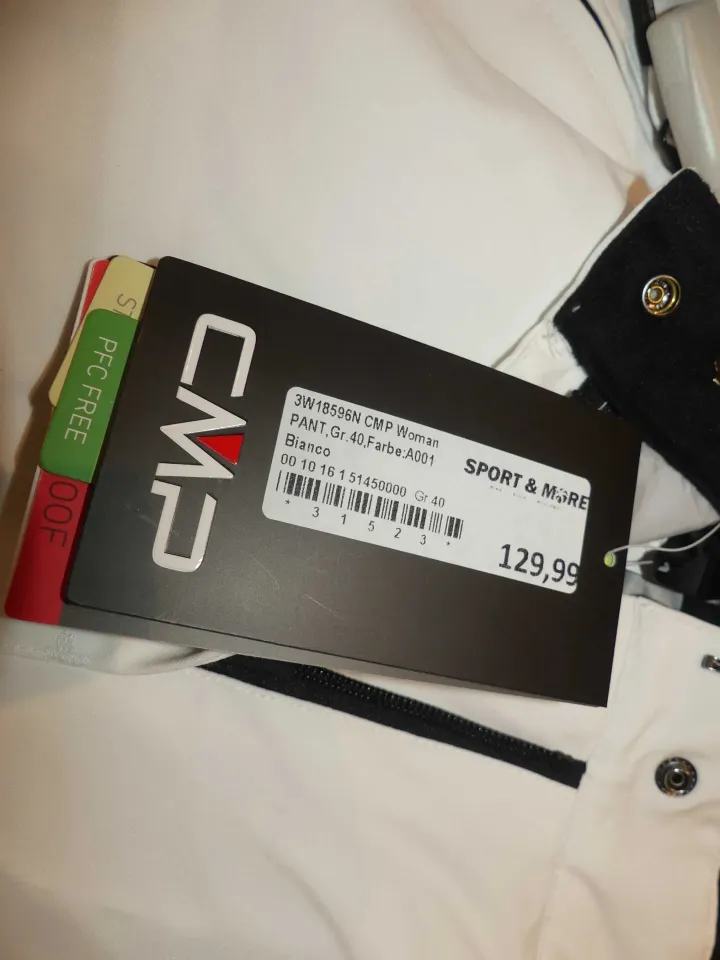 CMP
3W18596N CMP Woman
PANT,Gr.40,Farbe:A001
Bianco
00 10 16 1 51450000 Gr.40
* 3 1 5 2 3 *
SPORT & MORE
129,99
PFC FREE
OOF